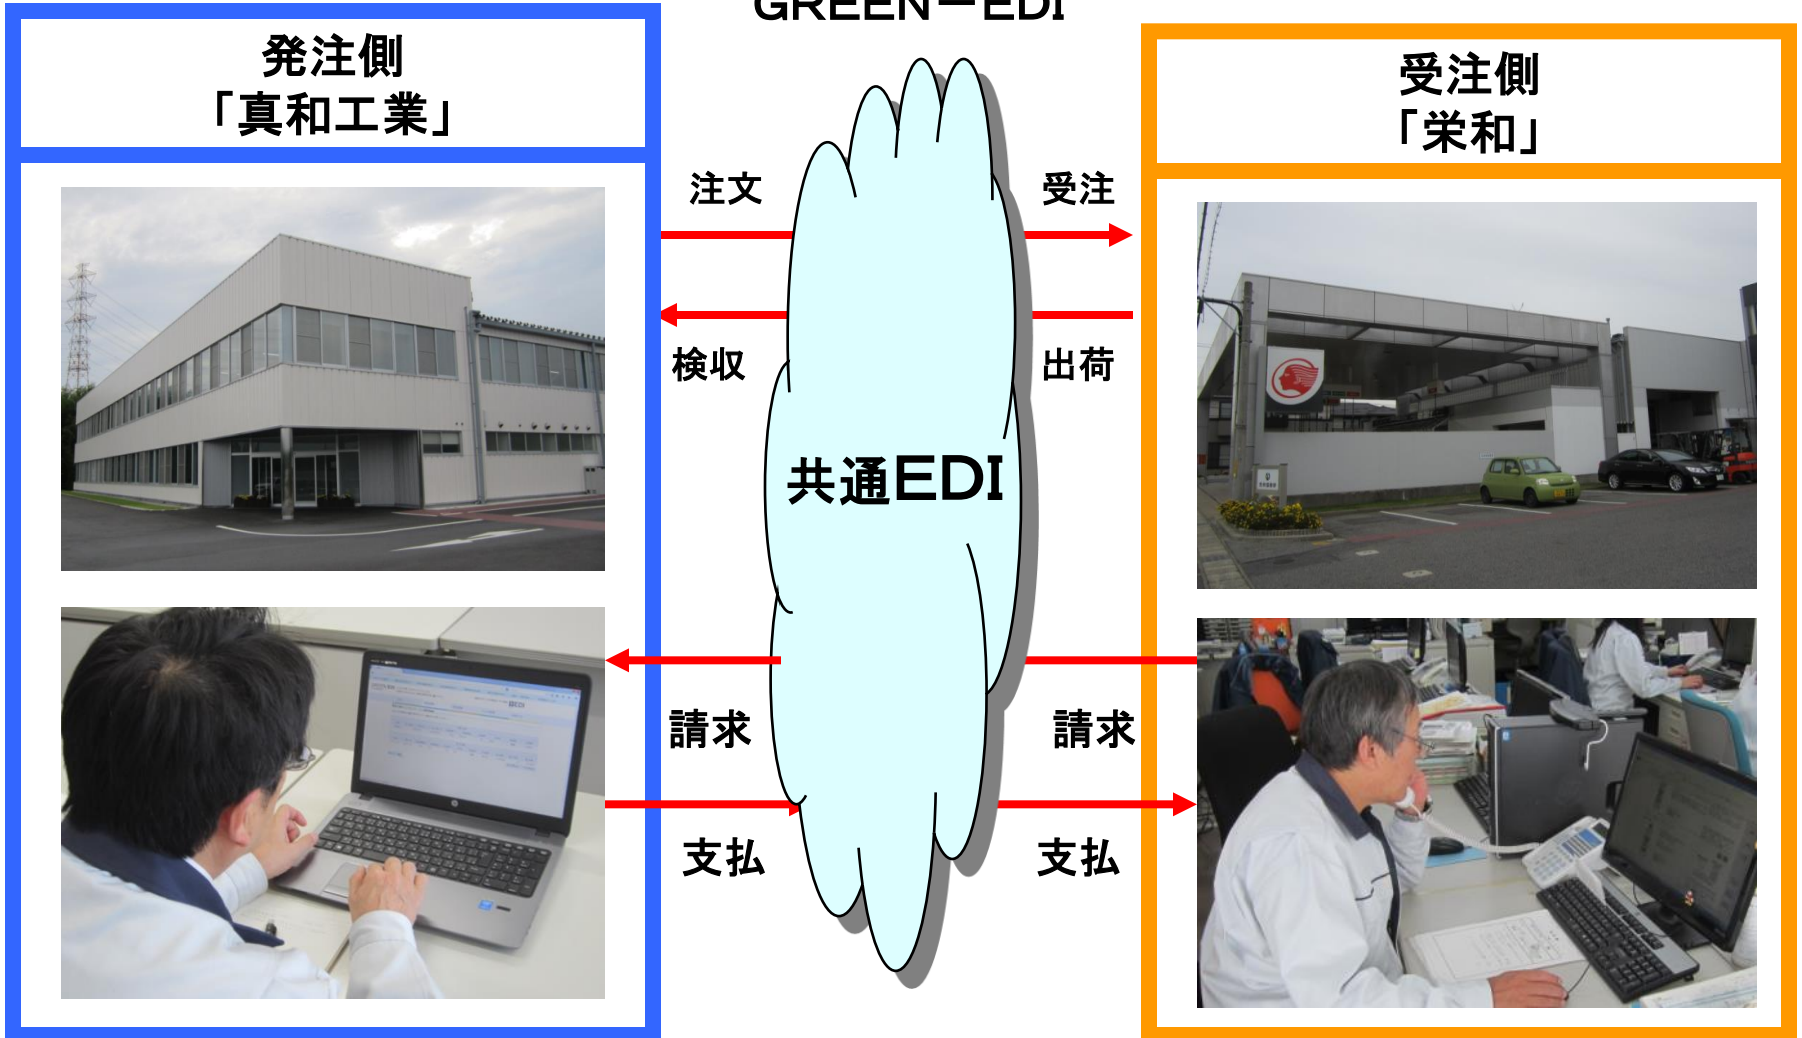 GREEN－EDI
発注側
「真和工業」
受注側
「栄和」
注文
受注
検収
出荷
共通EDI
請求
請求
支払
支払
EDI